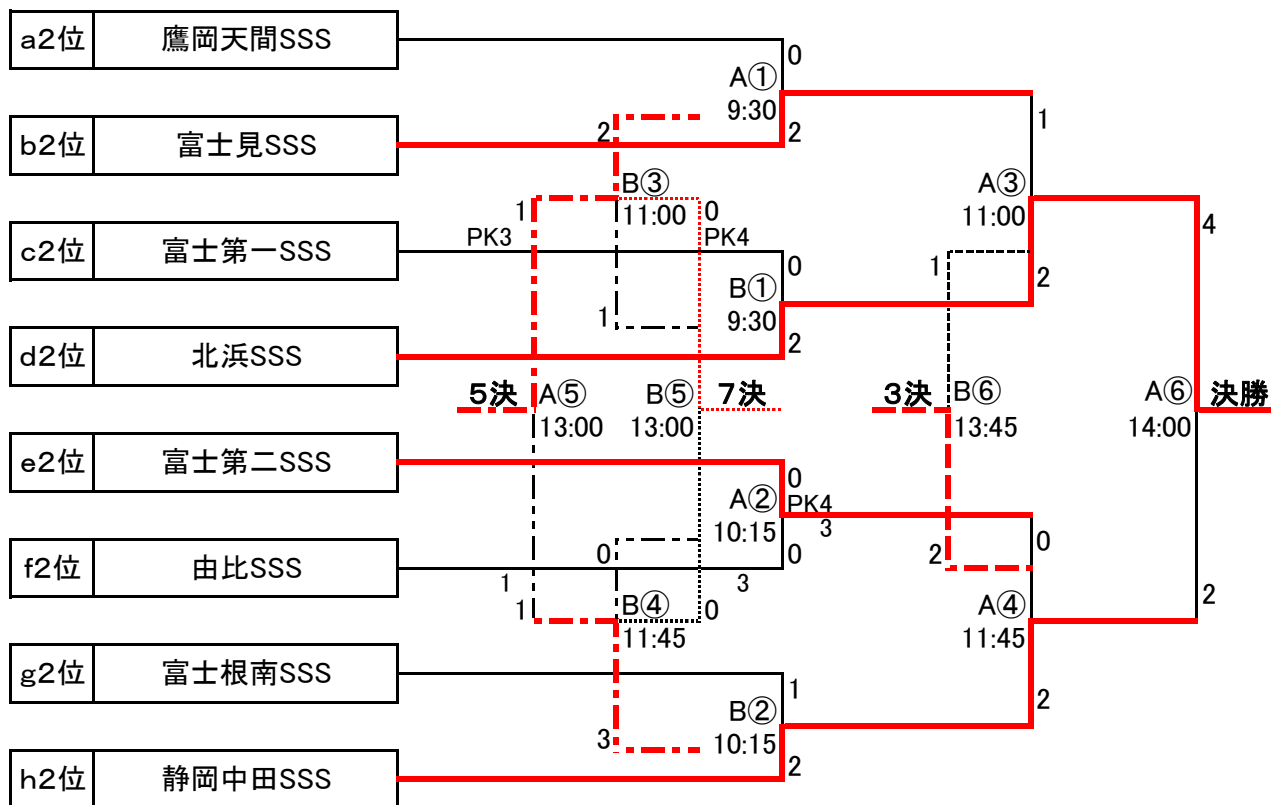 a2位 鷹岡天間SSS
0
A①
9:30
1
2
b2位 富士見SSS
2
B③
A③
1
11:00
0
11:00
4
PK3
PK4
c2位 富士第一SSS
0
1
2
B①
1
9:30
d2位 北浜SSS
2
5決
A⑤
B⑤
7決
3決
B⑥
A⑥
決勝
13:00
13:00
13:45
14:00
e2位 富士第二SSS
0
A②
PK4
10:15
3
0
f2位 由比SSS
0
0
2
1
3
1
B④
0
A④
2
11:45
11:45
g2位 富士根南SSS
1
2
B②
3
10:15
h2位 静岡中田SSS
2